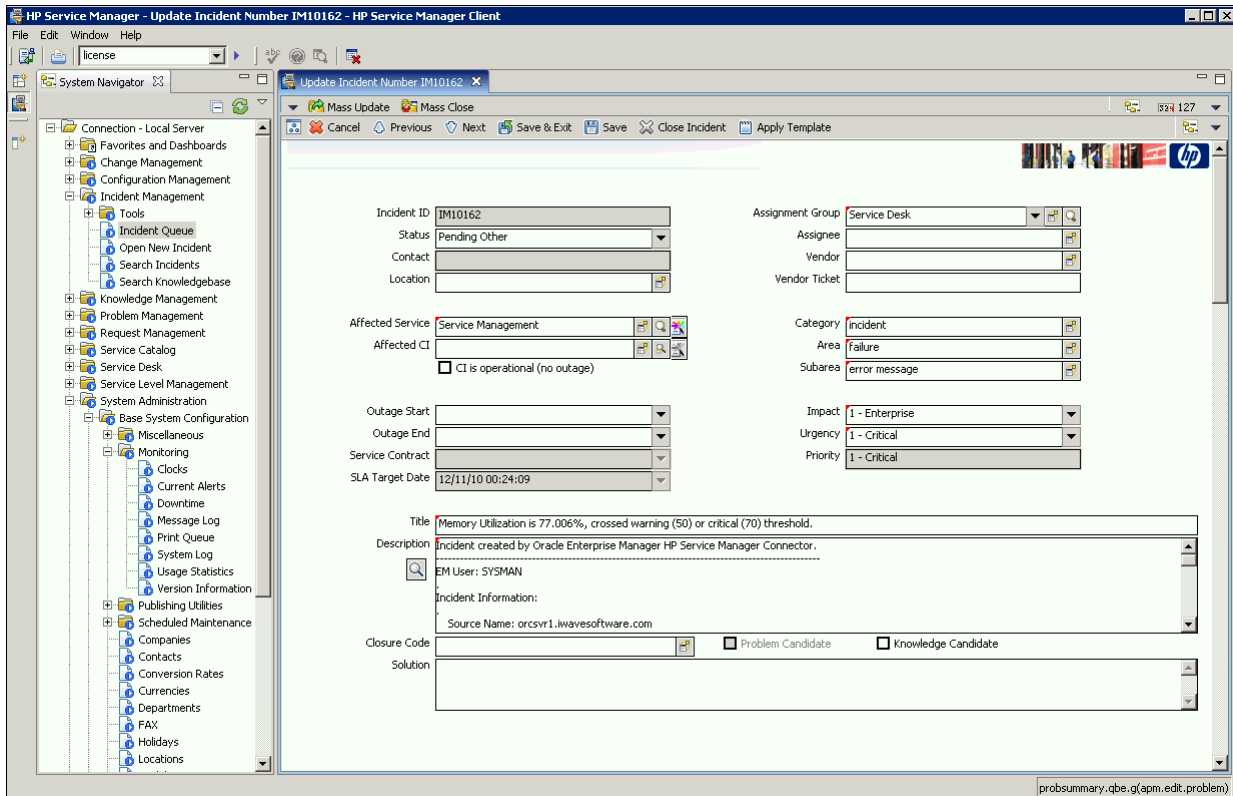 HP Service Manager - Update Incident Number IM10162 - HP Service Manager Client
File Edit Window Help
license
System Navigator
Connection - Local Server
Favorites and Dashboards
Change Management
Configuration Management
Incident Management
Tools
Incident Queue
Open New Incident
Search Incidents
Search Knowledgebase
Knowledge Management
Problem Management
Request Management
Service Catalog
Service Desk
Service Level Management
System Administration
Base System Configuration
Miscellaneous
Monitoring
Clocks
Current Alerts
Downtime
Message Log
Print Queue
System Log
Usage Statistics
Version Information
Publishing Utilities
Scheduled Maintenance
Companies
Contacts
Conversion Rates
Currencies
Departments
FAX
Holidays
Locations
Update Incident Number IM10162
Mass Update Mass Close 127
Cancel Previous Next Save & Exit Save Close Incident Apply Template
hp
Incident ID IM10162 Assignment Group Service Desk
Status Pending Other Assignee
Contact Vendor
Location Vendor Ticket
Affected Service Service Management Category incident
Affected CI Area failure
CI is operational (no outage) Subarea error message
Outage Start Impact 1 - Enterprise
Outage End Urgency 1 - Critical
Service Contract Priority 1 - Critical
SLA Target Date 12/11/10 00:24:09
Title Memory Utilization is 77.006%, crossed warning (50) or critical (70) threshold.
Description Incident created by Oracle Enterprise Manager HP Service Manager Connector.
--------------------------------------------------------------------------------
EM User: SYSMAN
.
Incident Information:
.
Source Name: orcsvr1.iwavesoftware.com
Closure Code Problem Candidate Knowledge Candidate
Solution
probsummary.qbe.g(apm.edit.problem)